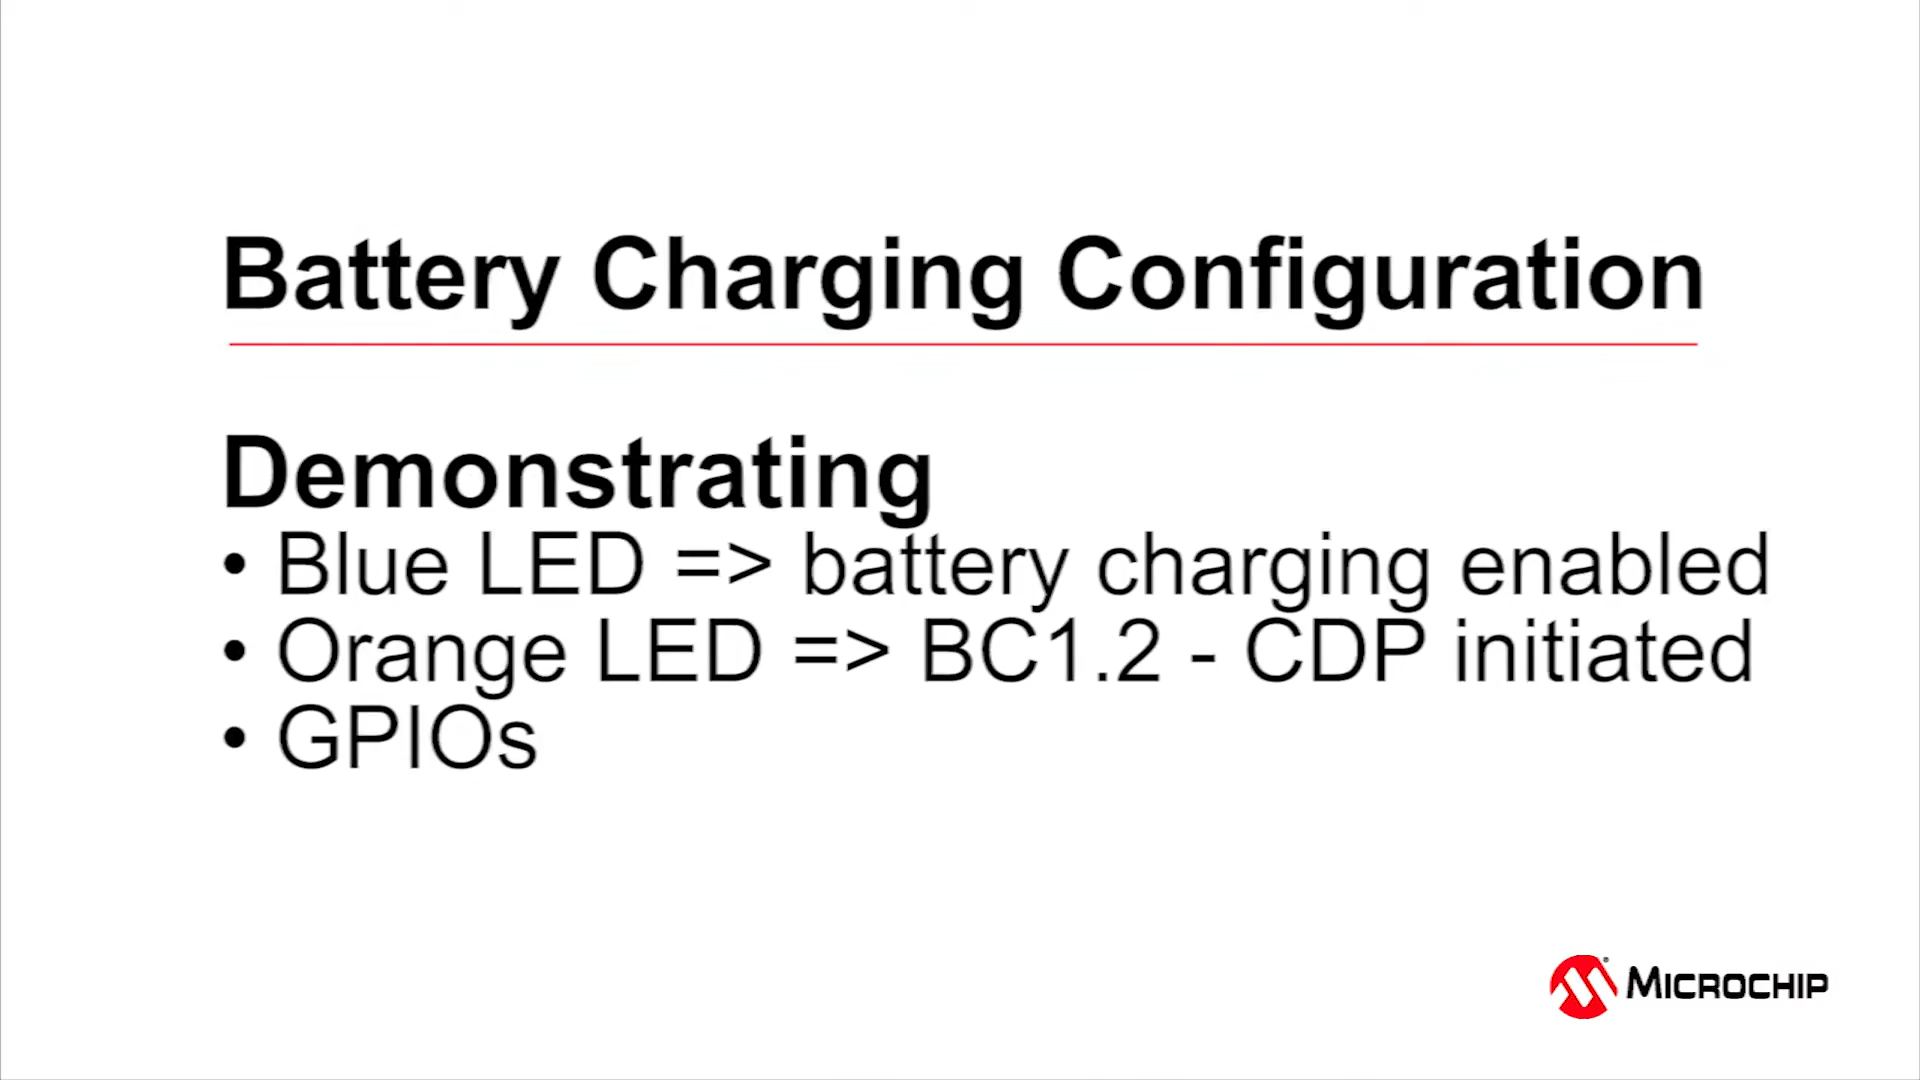 Battery Charging Configuration
Demonstrating
• Blue LED => battery charging enabled
• Orange LED => BC1.2 - CDP initiated
• GPIOs
MICROCHIP